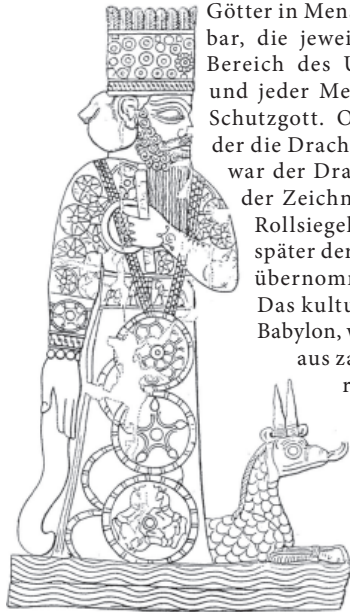 Götter in Men
bar, die jewei
Bereich des U
und jeder Me
Schutzgott. O
der die Drach
war der Dra
der Zeichn
Rollsiegel
später der
übernomm
Das kultu
Babylon, v
aus za
r